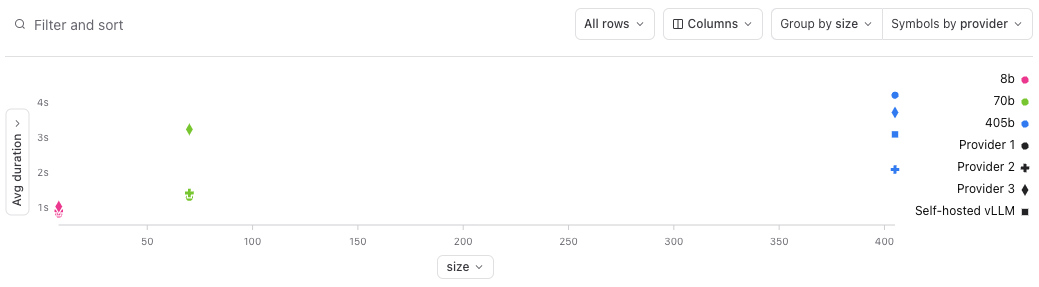 Filter and sort
All rows
Columns
Group by size
Symbols by provider
Avg duration
4s
3s
2s
1s
50
100
150
200
250
300
350
400
size
8b
70b
405b
Provider 1
Provider 2
Provider 3
Self-hosted vLLM